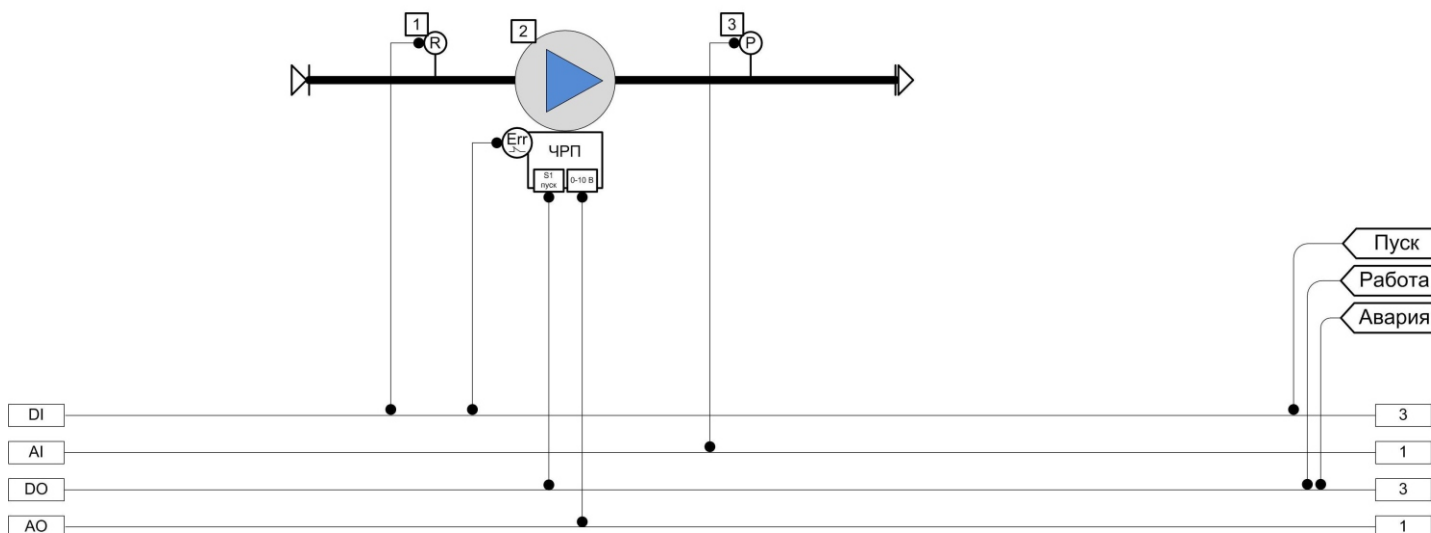 1
2
3
R
P
Err
ЧРП
S1
пуск
0-10 В
Пуск
Работа
Авария
DI
3
AI
1
DO
3
AO
1